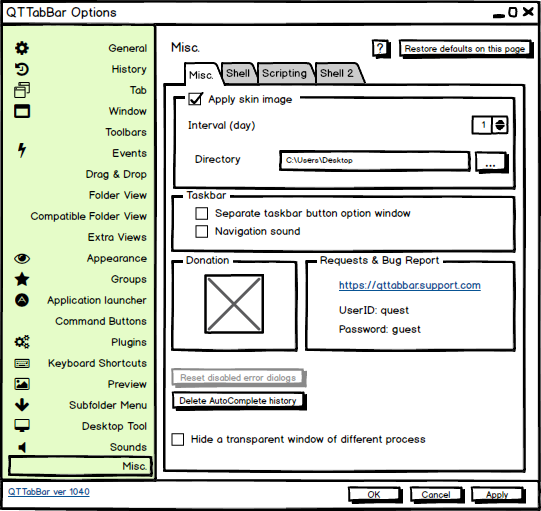 QTTabBar Options
General
History
Tab
Window
Toolbars
Events
Drag & Drop
Folder View
Compatible Folder View
Extra Views
Appearance
Groups
Application launcher
Command Buttons
Plugins
Keyboard Shortcuts
Preview
Subfolder Menu
Desktop Tool
Sounds
Misc.
Misc.
?
Restore defaults on this page
Misc. Shell Scripting Shell 2
Apply skin image
Interval (day) 1
Directory C:\Users\Desktop ...
Taskbar
Separate taskbar button option window
Navigation sound
Donation
Requests & Bug Report
https://qttabbar.support.com
UserID: quest
Password: guest
Reset disabled error dialogs
Delete AutoComplete history
Hide a transparent window of different process
QTTabBar ver 1040
OK Cancel Apply